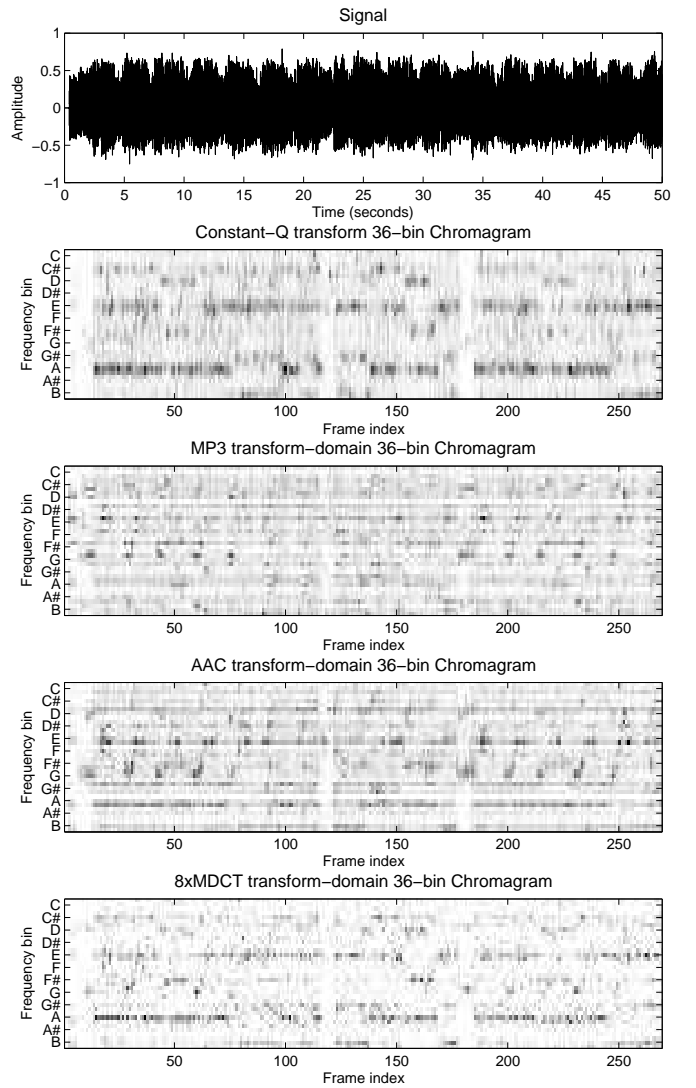 Signal
1
0.5
0
−0.5
−1
Amplitude
0 5 10 15 20 25 30 35 40 45 50
Time (seconds)
Constant−Q transform 36−bin Chromagram
C
C#
D
D#
E
F
F#
G
G#
A
A#
B
Frequency bin
50 100 150 200 250
Frame index
MP3 transform−domain 36−bin Chromagram
C
C#
D
D#
E
F
F#
G
G#
A
A#
B
Frequency bin
50 100 150 200 250
Frame index
AAC transform−domain 36−bin Chromagram
C
C#
D
D#
E
F
F#
G
G#
A
A#
B
Frequency bin
50 100 150 200 250
Frame index
8xMDCT transform−domain 36−bin Chromagram
C
C#
D
D#
E
F
F#
G
G#
A
A#
B
Frequency bin
50 100 150 200 250
Frame index